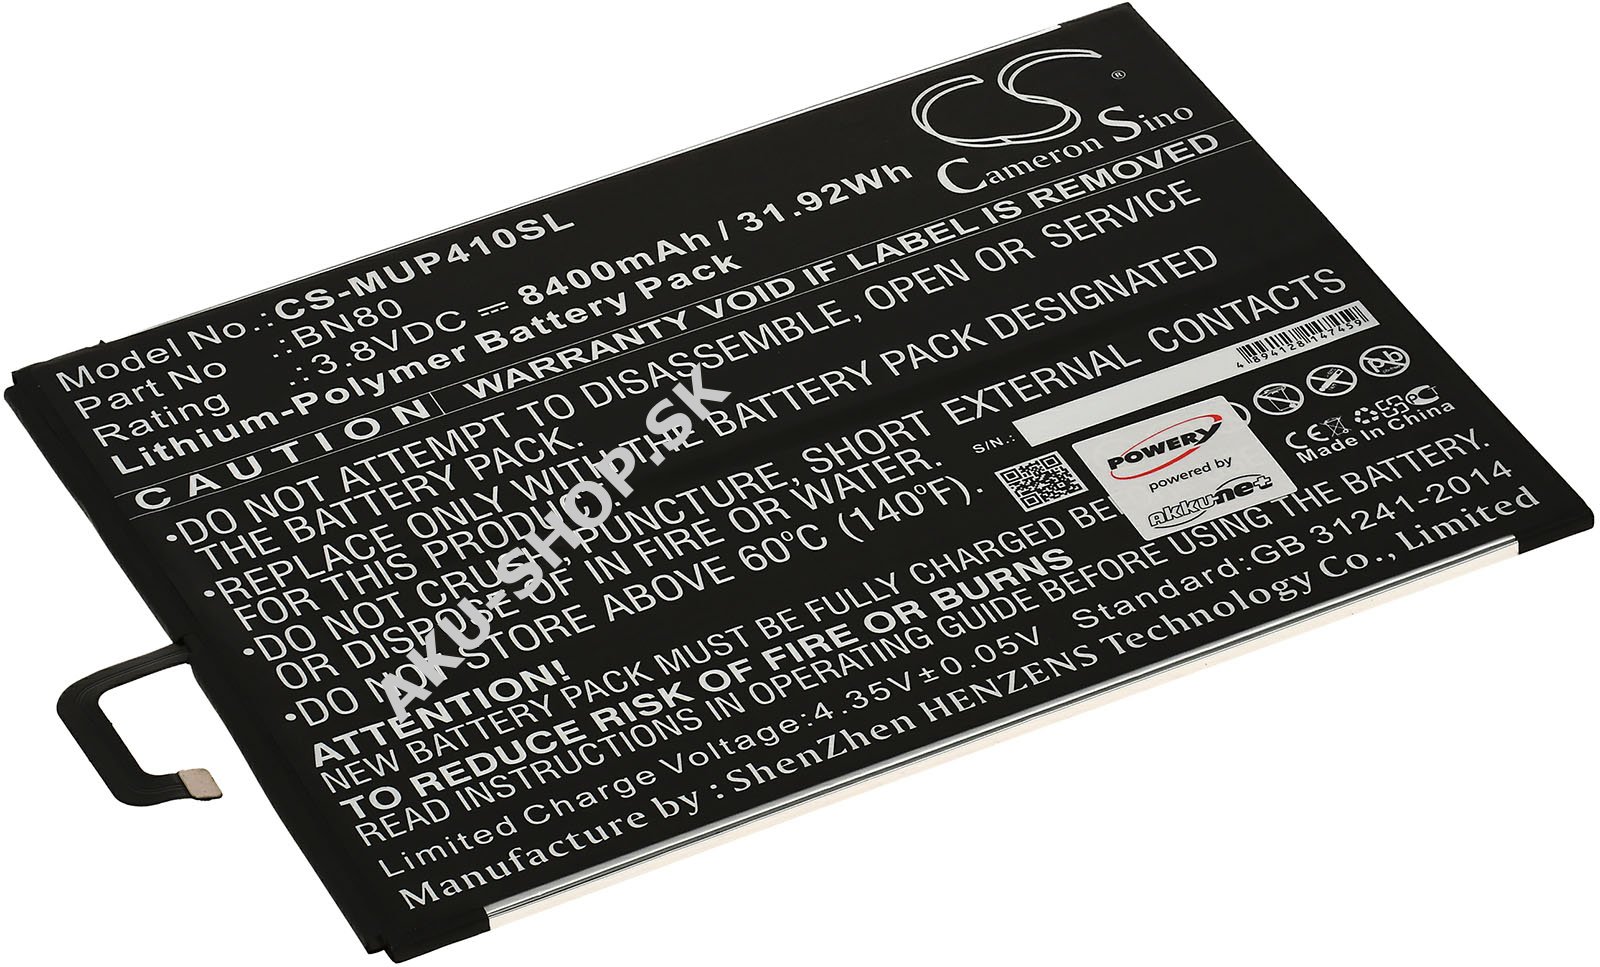 CS®
Cameron Sino
Model No.:CS-MUP410SL
Part No :BN80
Rating :3.8VDC ⎓ 8400mAh / 31.92Wh
Lithium-Polymer Battery Pack
CAUTION WARRANTY VOID IF LABEL IS REMOVED
•DO NOT ATTEMPT TO DISASSEMBLE, OPEN OR SERVICE
THE BATTERY PACK.
•REPLACE ONLY WITH THE BATTERY PACK DESIGNED
FOR THIS PRODUCT.
•DO NOT CRUSH, PUNCTURE, SHORT EXTERNAL CONTACTS
OR DISPOSE OF IN FIRE OR WATER.
•DO NOT STORE ABOVE 60°C (140°F).
S/N.:
4894128147459
Made in China
POWERY
powered by
akku-net
ATTENTION!
NEW BATTERY PACK MUST BE FULLY CHARGED
TO REDUCE RISK OF FIRE OR BURNS
READ INSTRUCTIONS IN OPERATING GUIDE BEFORE USING THE BATTERY.
Limited Charge Voltage:4.35V±0.05V Standard:GB 31241-2014
Manufacture by : ShenZhen HENZENS Technology Co., Limited
AKU-SHOP.SK